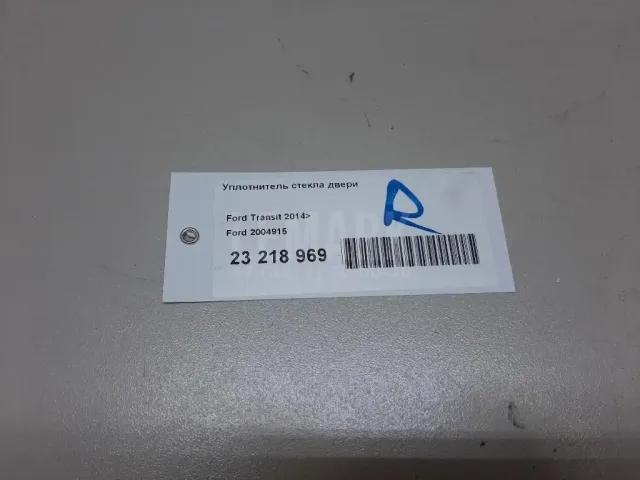 Уплотнитель стекла двери
R
Ford Transit 2014>
Ford 2004915
23 218 969